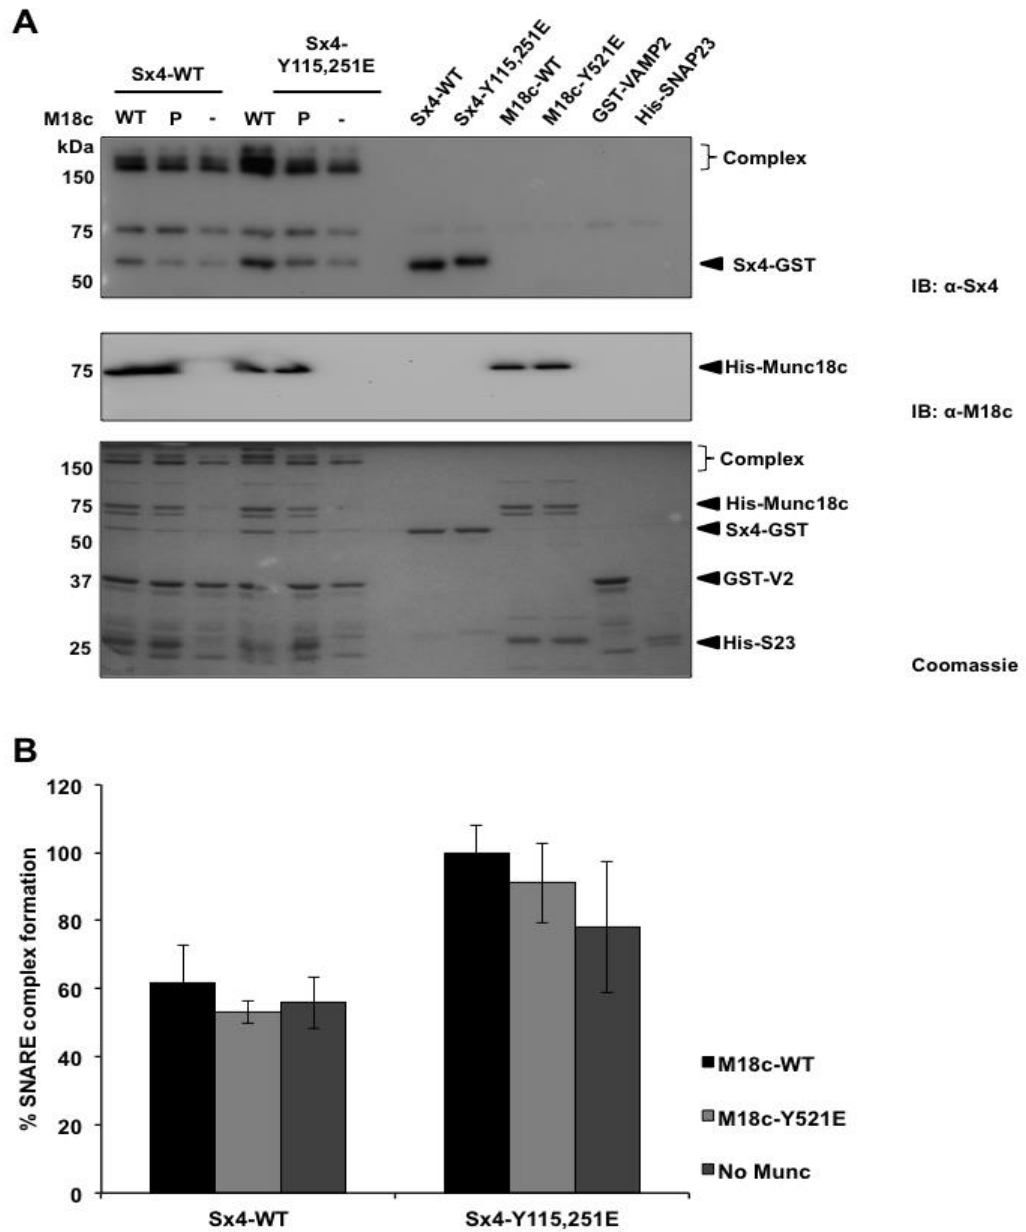 A
Sx4-WT
Sx4-
Y115,251E
Sx4-WT
Sx4-Y115,251E
M18c-WT
M18c-Y521E
GST-VAMP2
His-SNAP23
M18c WT P - WT P -
kDa
Complex
150
75
Sx4-GST
50
IB: α-Sx4
75
His-Munc18c
IB: α-M18c
Complex
150
75
His-Munc18c
Sx4-GST
50
37
GST-V2
25
His-S23
Coomassie
B
% SNARE complex formation
120
100
80
60
40
20
0
M18c-WT
M18c-Y521E
No Munc
Sx4-WT
Sx4-Y115,251E